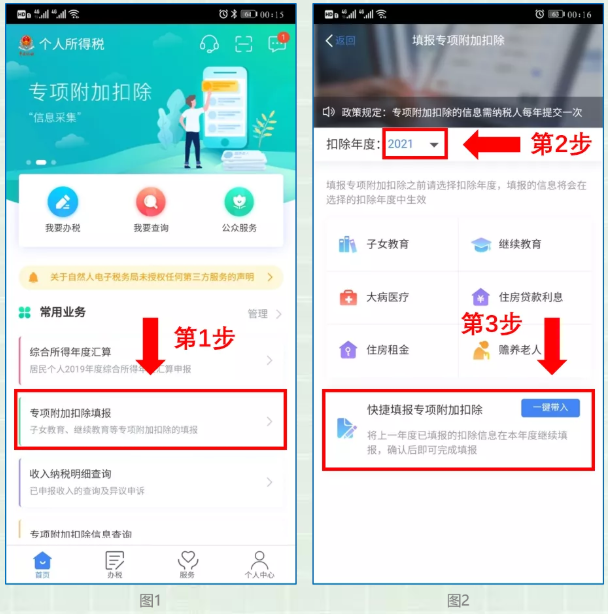 00:15
个人所得税
1
专项附加扣除
“信息采集”
我要办税
我要查询
公众服务
关于自然人电子税务局未授权任何第三方服务的声明
常用业务
管理
第1步
综合所得年度汇算
居民个人2019年度综合所得年度汇算申报
专项附加扣除填报
子女教育、继续教育等专项附加扣除的填报
收入纳税明细查询
已申报收入的查询及异议申诉
专项附加扣除信息查询
首页
办税
服务
个人中心
图1
00:16
返回
填报专项附加扣除
政策规定：专项附加扣除的信息需纳税人每年提交一次
扣除年度：
2021
第2步
填报专项附加扣除之前请选择扣除年度，填报的信息将会在
选择的扣除年度中生效
子女教育
继续教育
大病医疗
住房贷款利息
第3步
住房租金
赡养老人
快捷填报专项附加扣除
一键带入
将上一年度已填报的扣除信息在本年度继续填
报，确认后即可完成填报
图2